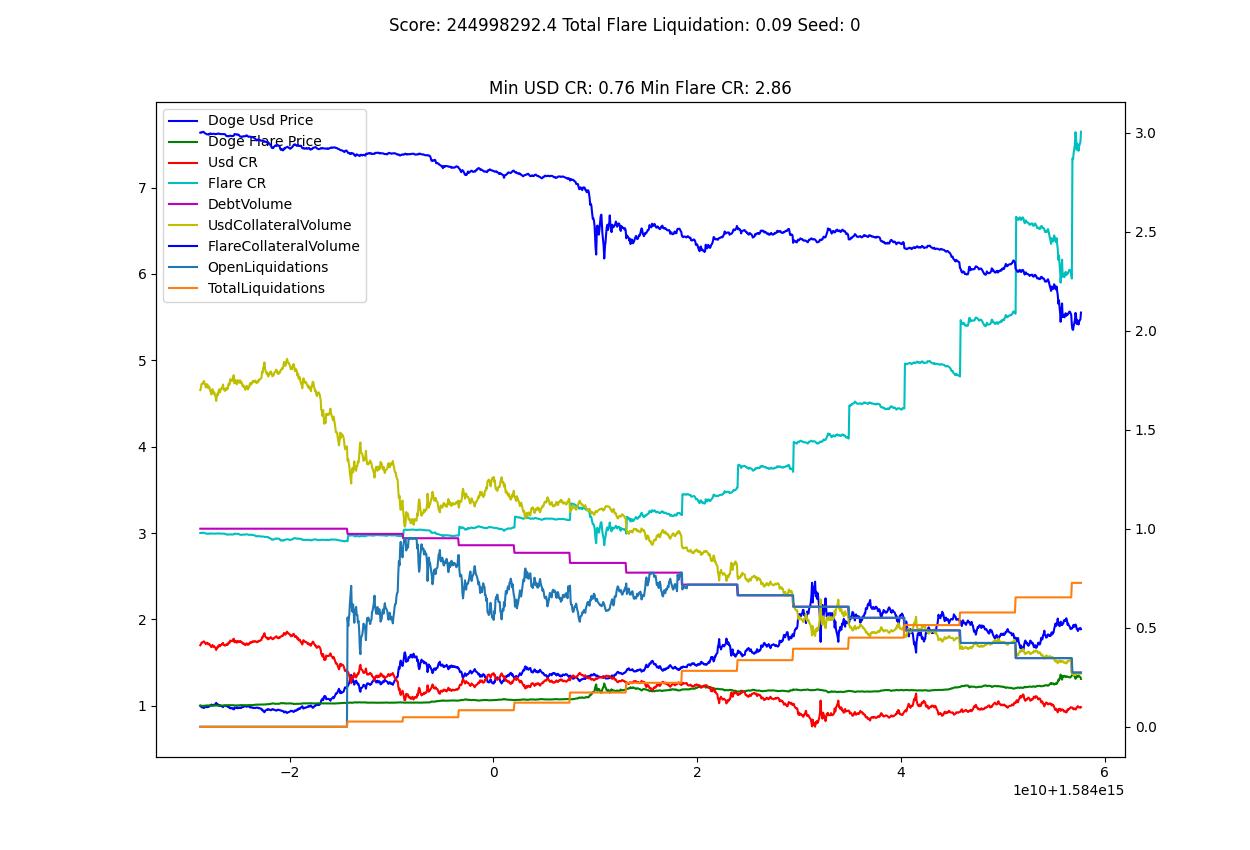 Score: 244998292.4 Total Flare Liquidation: 0.09 Seed: 0
Min USD CR: 0.76 Min Flare CR: 2.86
Doge Usd Price
Doge Flare Price
Usd CR
Flare CR
DebtVolume
UsdCollateralVolume
FlareCollateralVolume
OpenLiquidations
TotalLiquidations
7
6
5
4
3
2
1
3.0
2.5
2.0
1.5
1.0
0.5
0.0
−2 0 2 4 6
1e10+1.584e15